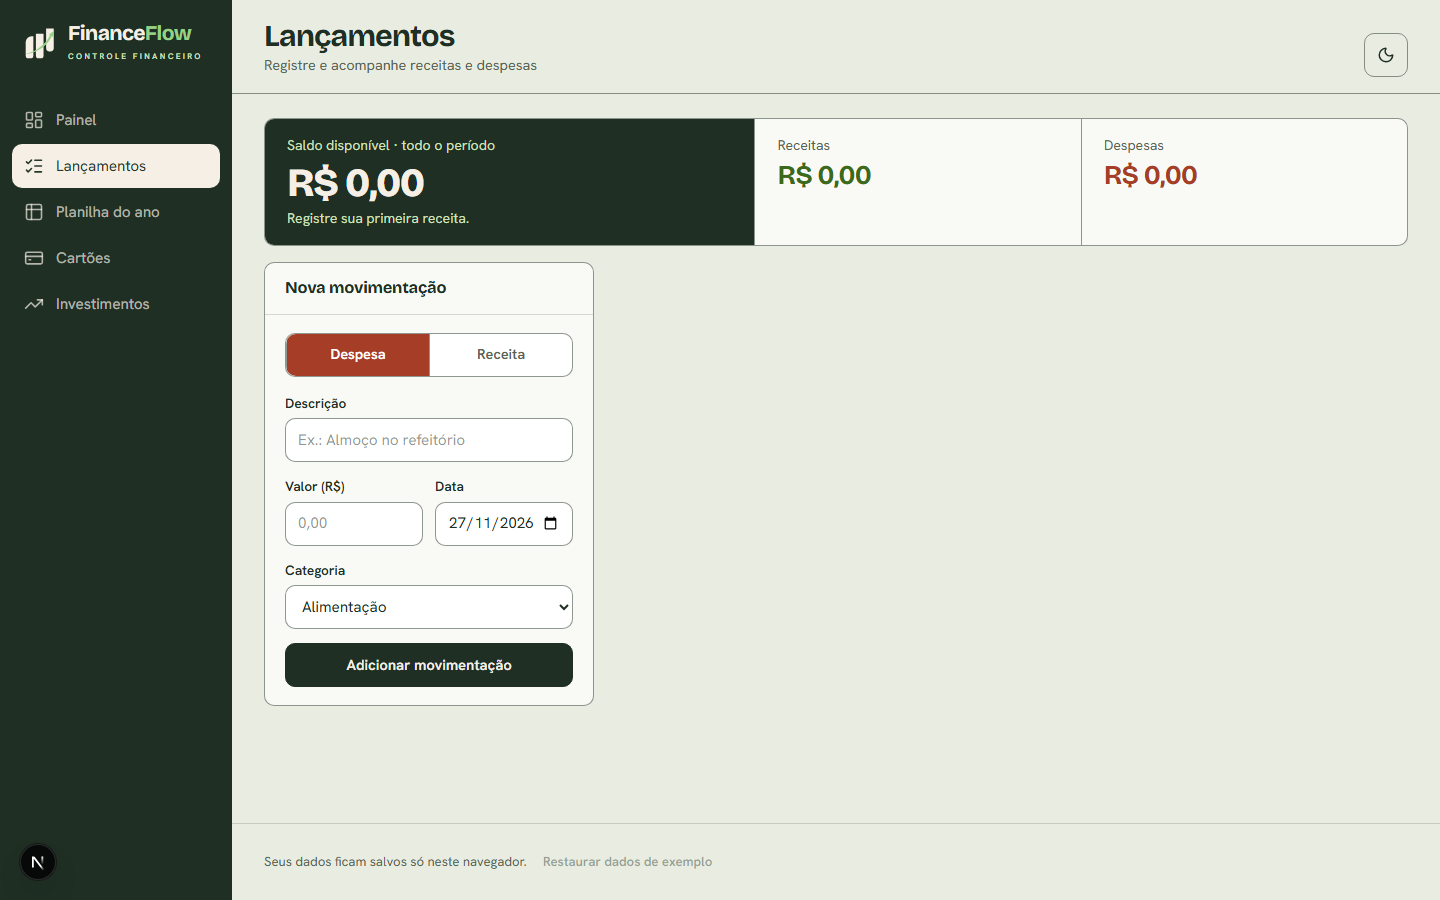 FinanceFlow
CONTROLE FINANCEIRO
Painel
Lançamentos
Planilha do ano
Cartões
Investimentos
N
Lançamentos
Registre e acompanhe receitas e despesas
Saldo disponível · todo o período
R$ 0,00
Registre sua primeira receita.
Receitas
R$ 0,00
Despesas
R$ 0,00
Nova movimentação
Despesa
Receita
Descrição
Ex.: Almoço no refeitório
Valor (R$)
Data
0,00
27/11/2026
Categoria
Alimentação
Adicionar movimentação
Seus dados ficam salvos só neste navegador.
Restaurar dados de exemplo